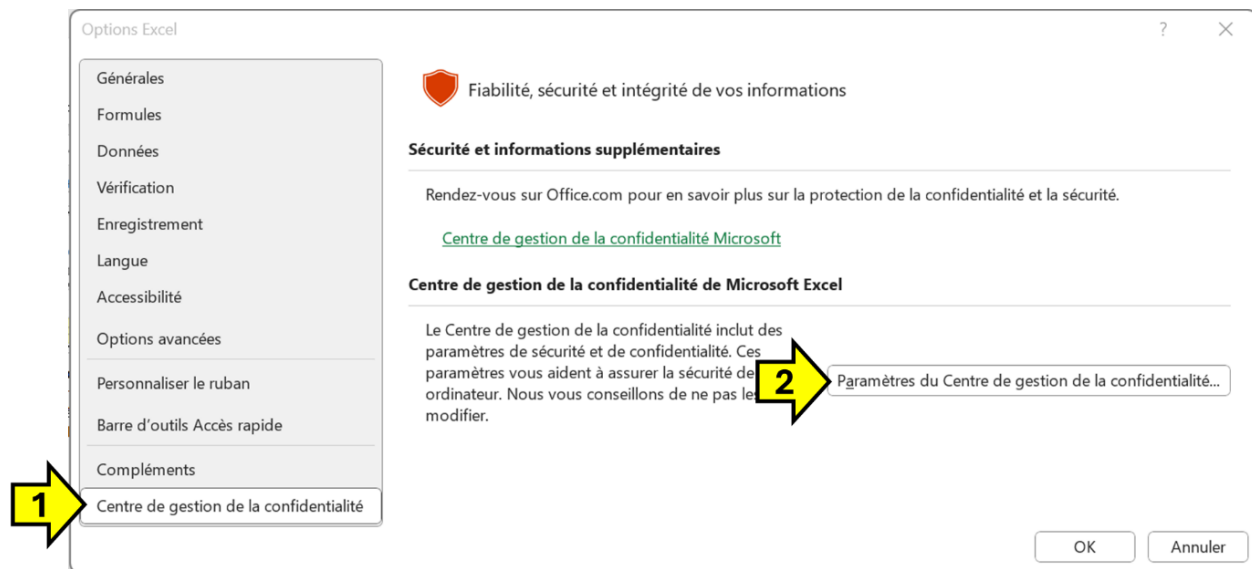 Options Excel
?
Générales
Formules
Données
Vérification
Enregistrement
Langue
Accessibilité
Options avancées
Personnaliser le ruban
Barre d'outils Accès rapide
Compléments
1
Centre de gestion de la confidentialité
Fiabilité, sécurité et intégrité de vos informations
Sécurité et informations supplémentaires
Rendez-vous sur Office.com pour en savoir plus sur la protection de la confidentialité et la sécurité.
Centre de gestion de la confidentialité Microsoft
Centre de gestion de la confidentialité de Microsoft Excel
Le Centre de gestion de la confidentialité inclut des
paramètres de sécurité et de confidentialité. Ces
paramètres vous aident à assurer la sécurité de
ordinateur. Nous vous conseillons de ne pas les
modifier.
2
Paramètres du Centre de gestion de la confidentialité...
OK
Annuler